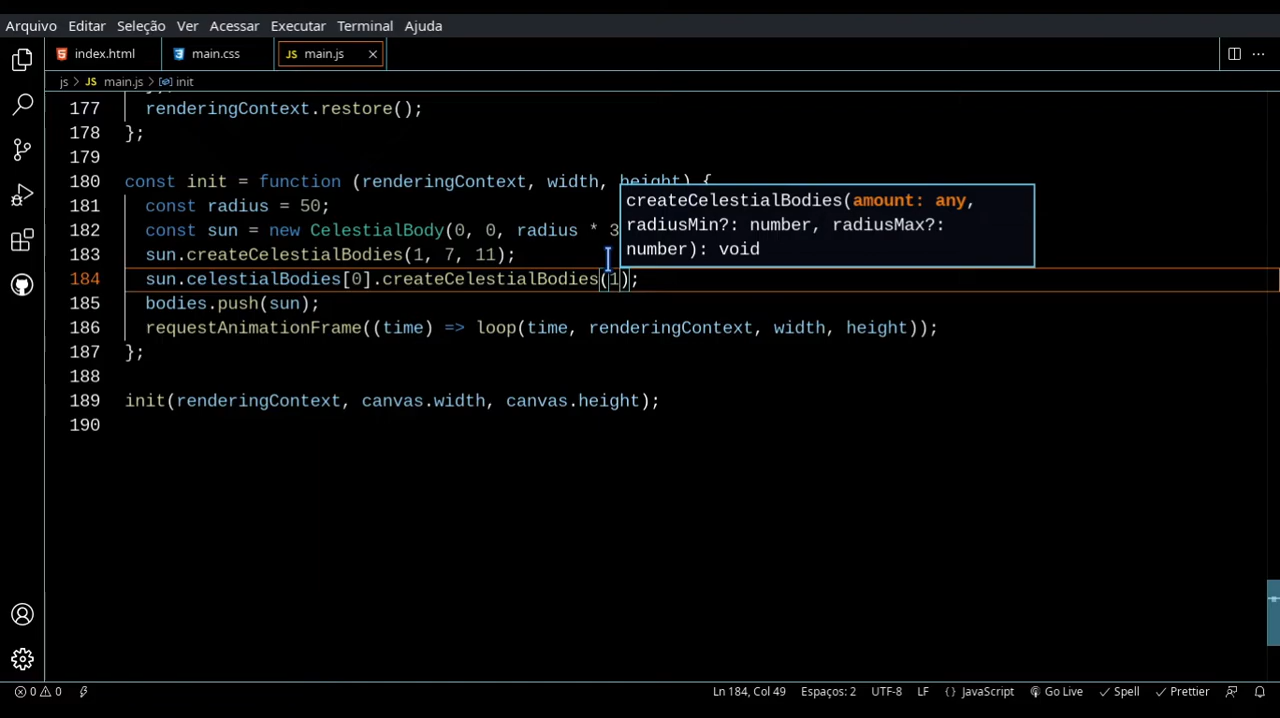 Arquivo Editar Seleção Ver Acessar Executar Terminal Ajuda
index.html main.css JS main.js
js > JS main.js > init
177 renderingContext.restore();
178 };
179
180 const init = function (renderingContext, width, height) {
181 const radius = 50;
182 const sun = new CelestialBody(0, 0, radius * 3
183 sun.createCelestialBodies(1, 7, 11);
184 sun.celestialBodies[0].createCelestialBodies(1);
185 bodies.push(sun);
186 requestAnimationFrame((time) => loop(time, renderingContext, width, height));
187 };
188
189 init(renderingContext, canvas.width, canvas.height);
190
createCelestialBodies(amount: any,
radiusMin?: number, radiusMax?:
number): void
0 0 Ln 184, Col 49 Espaços: 2 UTF-8 LF {} JavaScript Go Live Spell Prettier